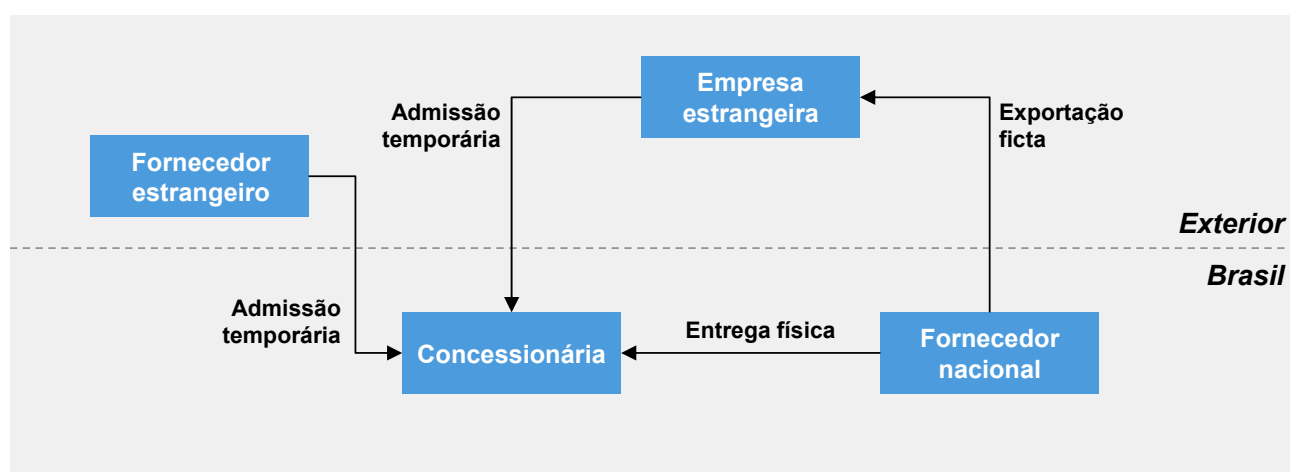 Empresa
estrangeira
Admissão
temporária
Exportação
ficta
Fornecedor
estrangeiro
Exterior
Brasil
Admissão
temporária
Concessionária
Entrega física
Fornecedor
nacional